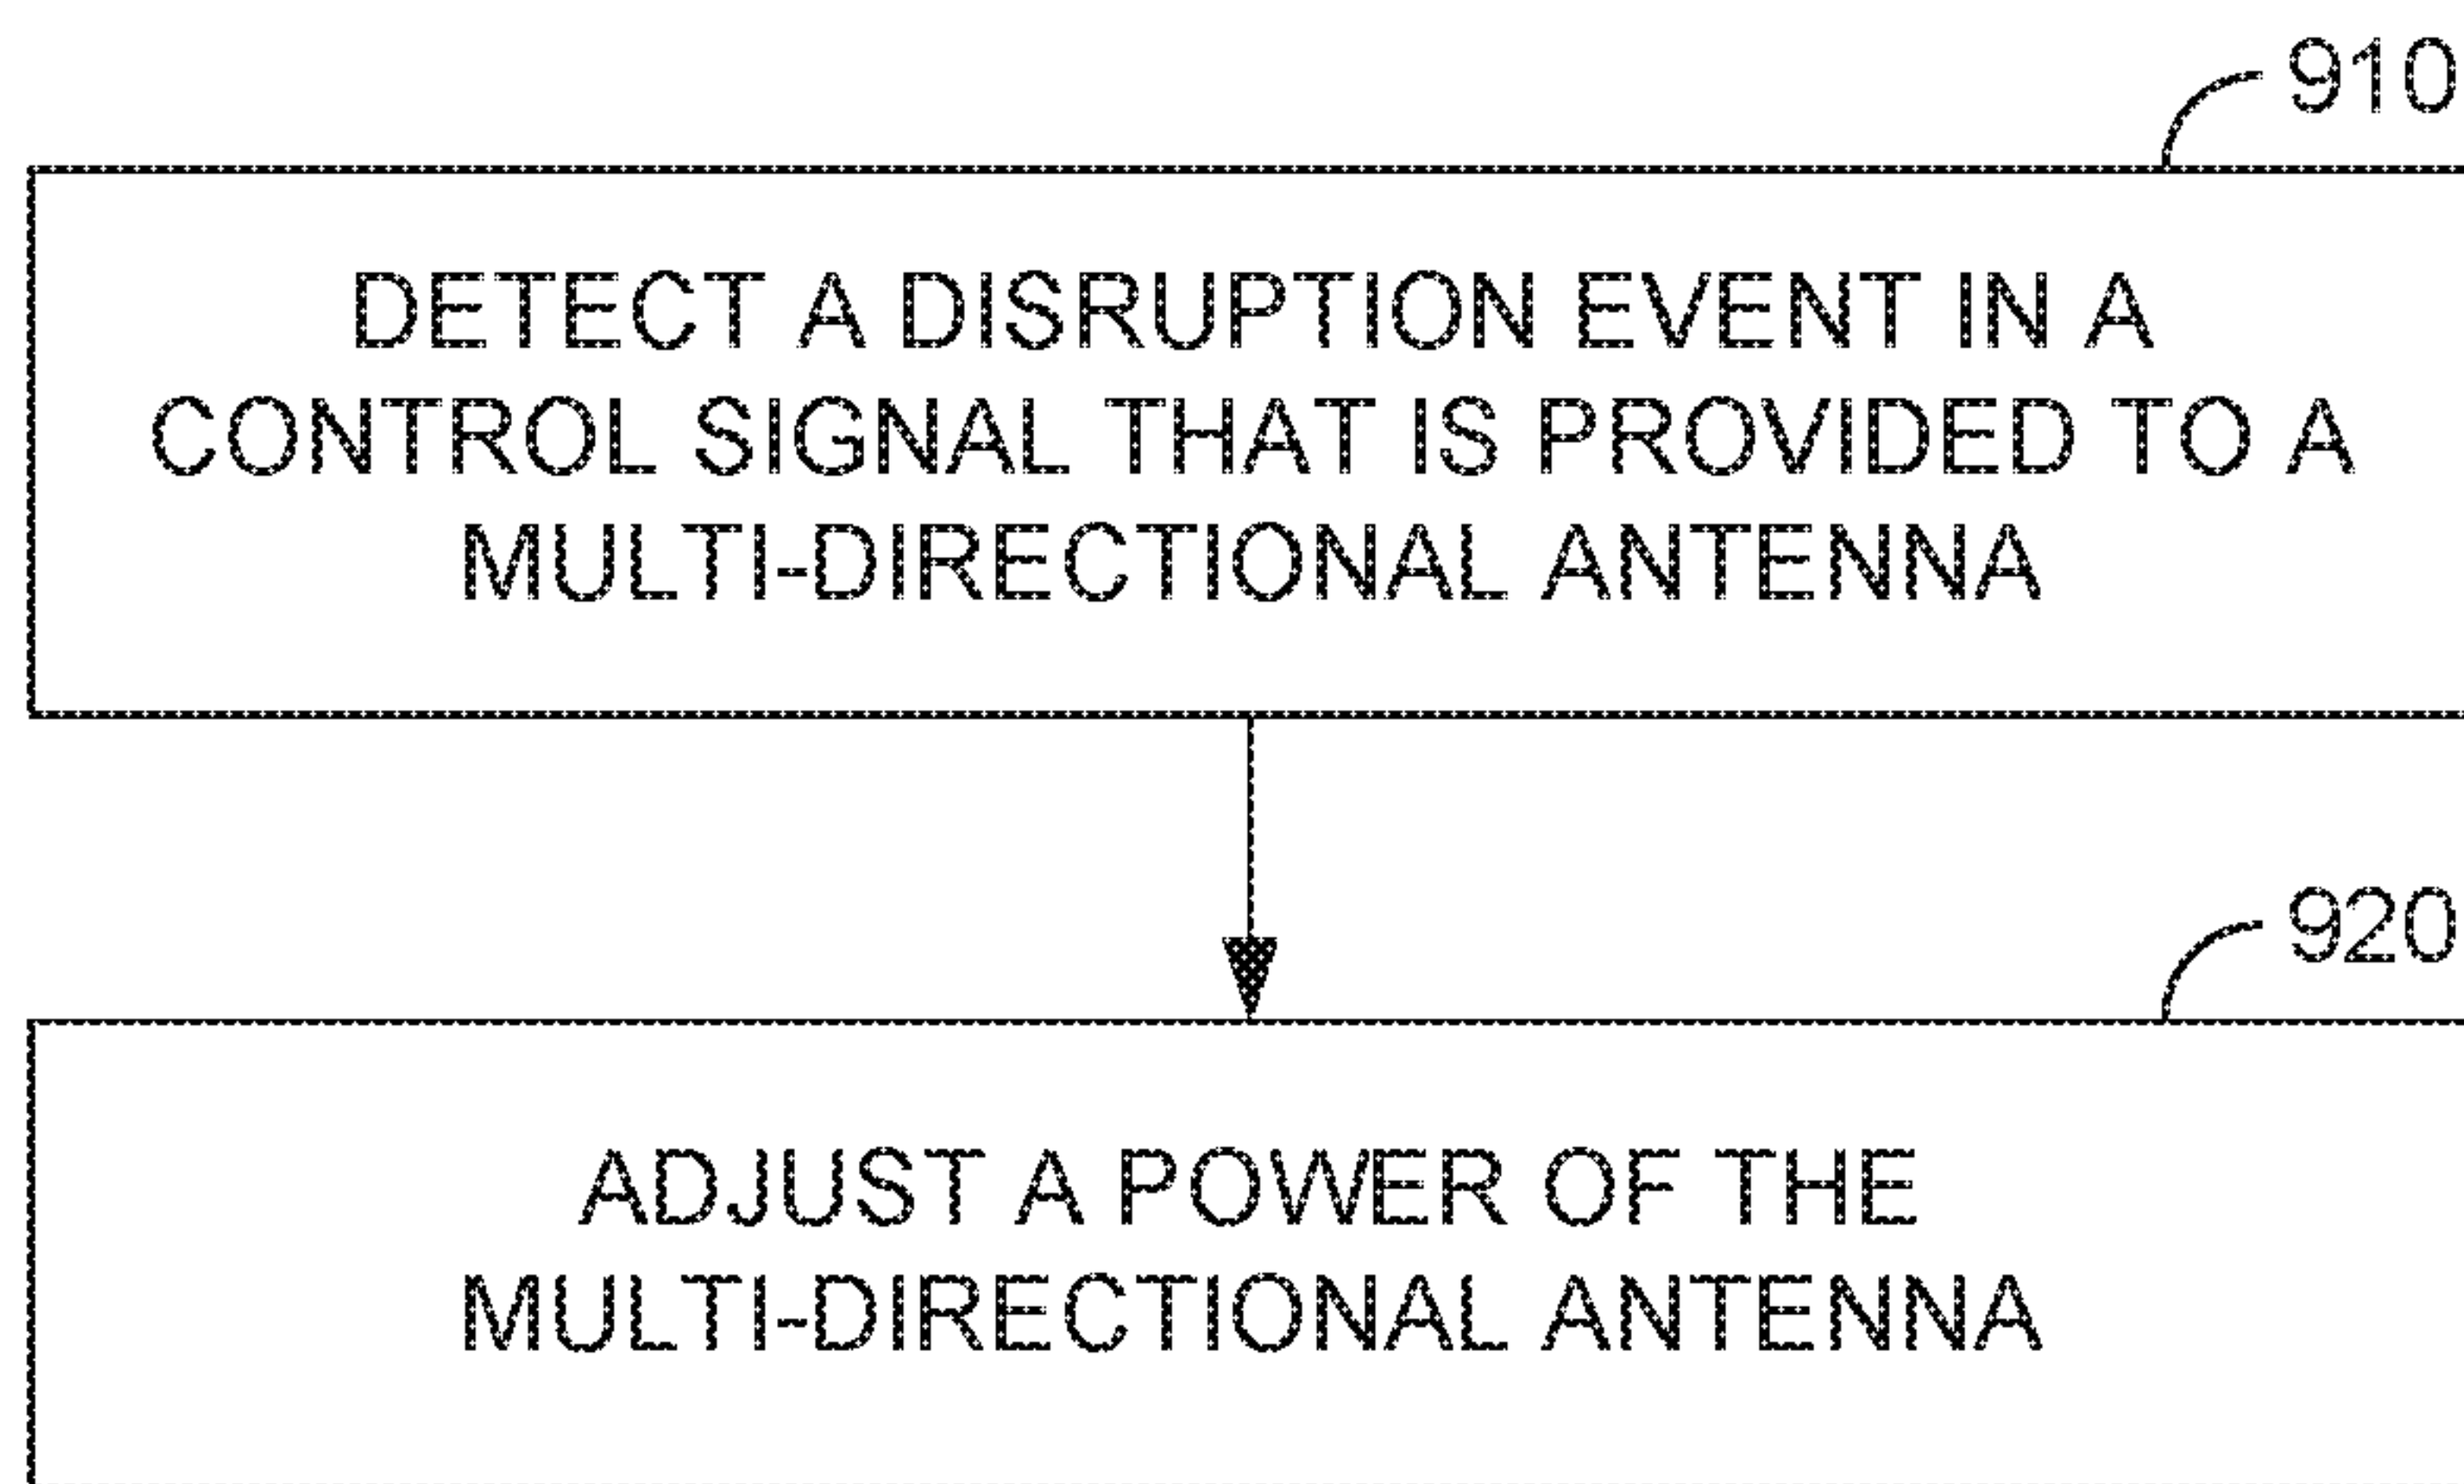 910
DETECT A DISRUPTION EVENT IN A
CONTROL SIGNAL THAT IS PROVIDED TO A
MULTI-DIRECTIONAL ANTENNA
920
ADJUST A POWER OF THE
MULTI-DIRECTIONAL ANTENNA